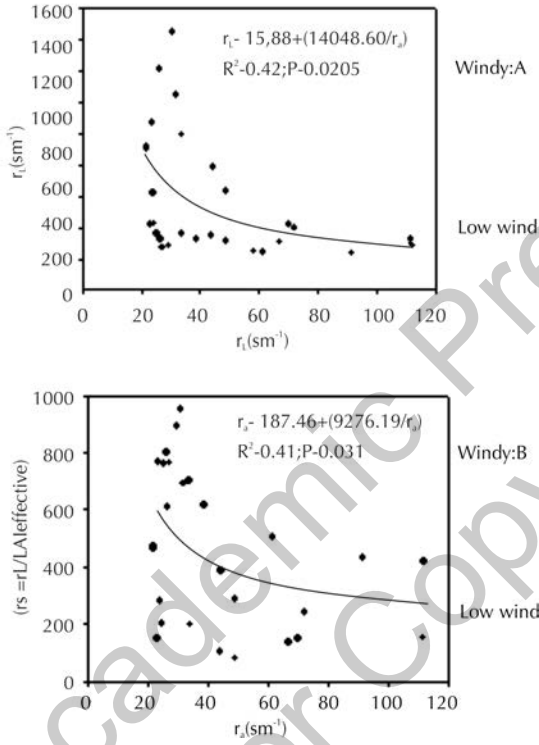 1600
1400
1200
1000
800
600
400
200
0
r_L(sm⁻¹)
r_L- 15,88+(14048.60/r_a)
R²-0.42;P-0.0205
Windy:A
Low wind
0 20 40 60 80 100 120
r_L(sm⁻¹)
1000
800
600
400
200
0
(rs =rL/LAIeffective)
r_a- 187.46+(9276.19/r_a)
R²-0.41;P-0.031
Windy:B
Low wind
0 20 40 60 80 100 120
r_a(sm⁻¹)